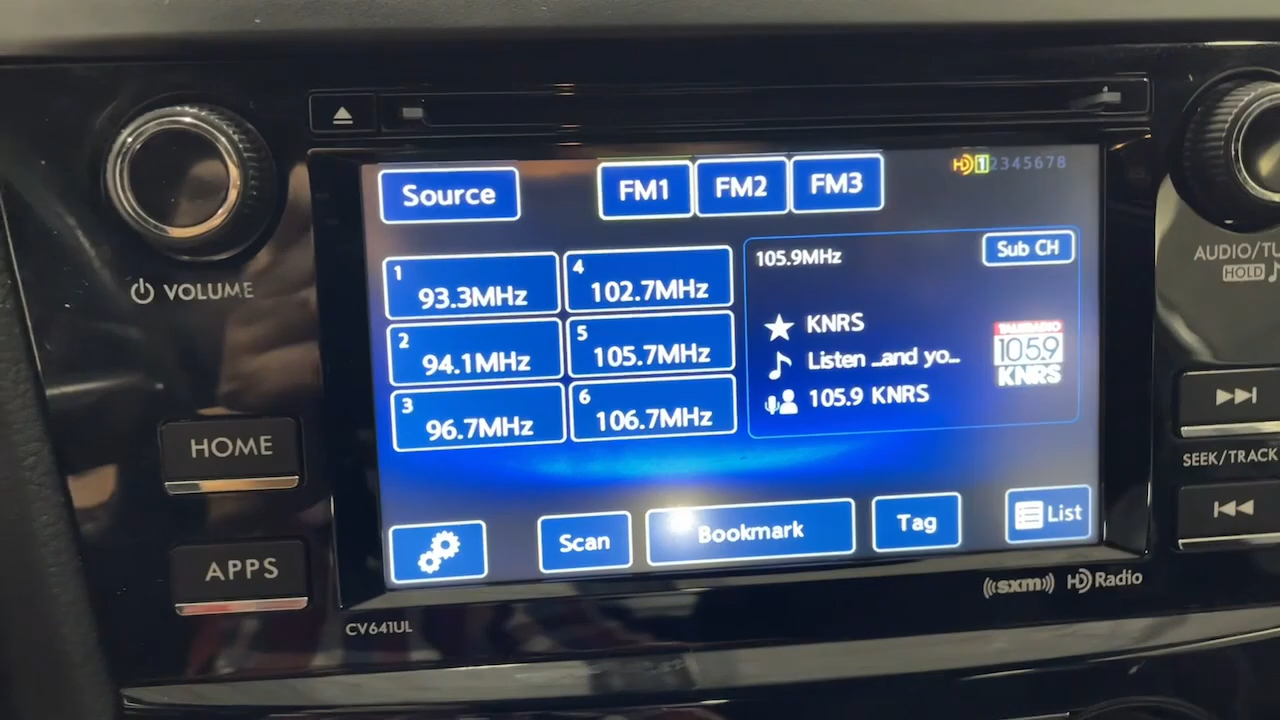 Source
FM1
FM2
FM3
HD 12345678
105.9MHz
Sub CH
1
93.3MHz
4
102.7MHz
2
94.1MHz
5
105.7MHz
3
96.7MHz
6
106.7MHz
KNRS
Listen ...and yo...
105.9 KNRS
TALK RADIO
105.9
KNRS
Scan
Bookmark
Tag
List
VOLUME
HOME
APPS
CV641UL
((sxm)) HD Radio
AUDIO/TU
HOLD
SEEK/TRACK